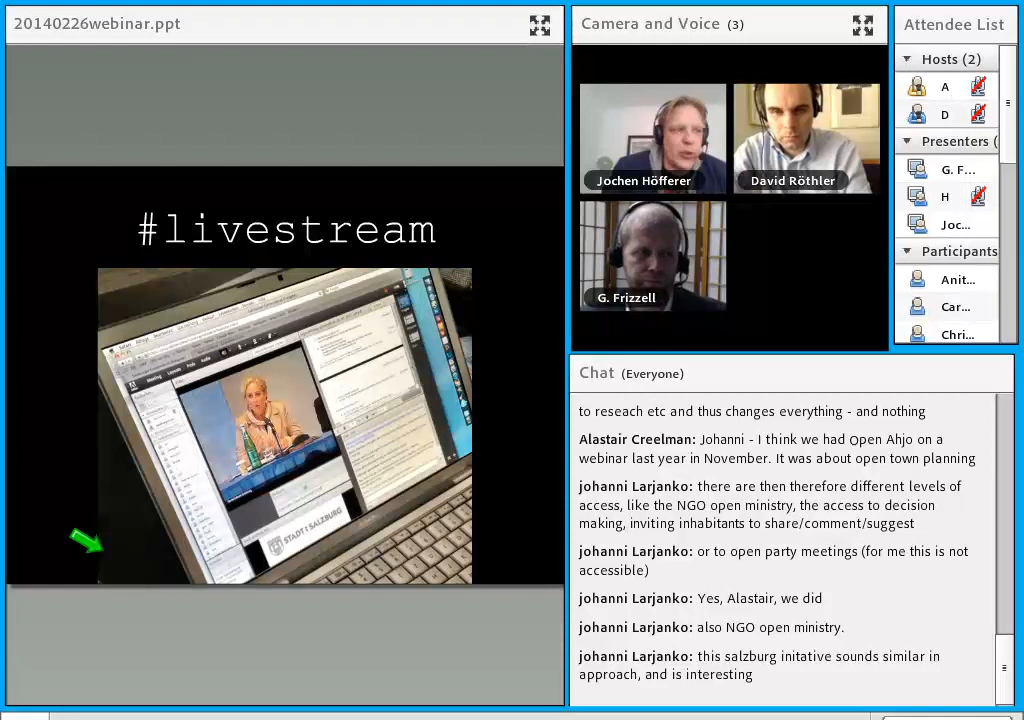 20140226webinar.ppt
#livestream
STADT : SALZBURG
Camera and Voice (3)
Jochen Höfferer
David Röthler
G. Frizzell
Attendee List
Hosts (2)
A
D
Presenters (
G. F...
H
Joc...
Participants
Anit...
Car...
Chri...
Chat (Everyone)
to reseach etc and thus changes everything - and nothing
Alastair Creelman: Johanni - I think we had Open Ahjo on a
webinar last year in November. It was about open town planning
johanni Larjanko: there are then therefore different levels of
access, like the NGO open ministry, the access to decision
making, inviting inhabitants to share/comment/suggest
johanni Larjanko: or to open party meetings (for me this is not
accessible)
johanni Larjanko: Yes, Alastair, we did
johanni Larjanko: also NGO open ministry.
johanni Larjanko: this salzburg initative sounds similar in
approach, and is interesting